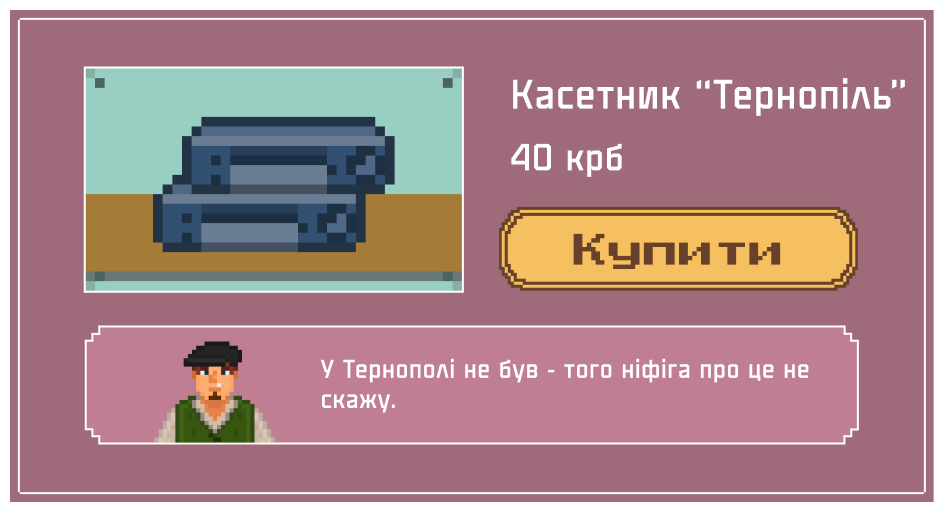 Касетник “Тернопіль”
40 крб
Купити
У Тернополі не був - того ніфіга про це не
скажу.